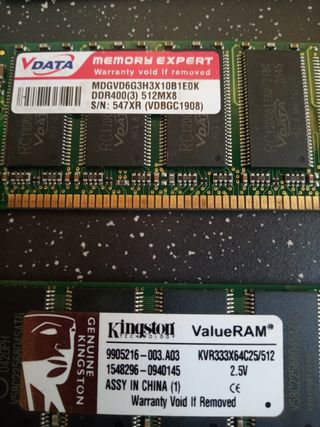 VDATA
MEMORY EXPERT
Warranty void if removed
MDGVD6G3H3X10B1E0K
DDR400(3) 512MX8
S/N: 547XR (VDBGC1908)
GENUINE KINGSTON
Kingston
TECHNOLOGY
ValueRAM®
9905216-003.A03
KVR333X64C25/512
1548296-0940145
2.5V
ASSY IN CHINA (1)
CE
Warranty Void If Removed